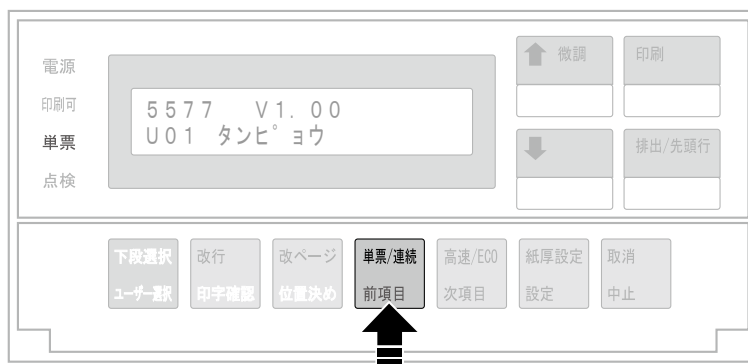 電源
印刷可
単票
点検
5577 V1.00
U01 タンピョウ
微調
印刷
排出/先頭行
下段選択
ユーザー選択
改行
印字確認
改ページ
位置決め
単票/連続
前項目
高速/ECO
次項目
紙厚設定
設定
取消
中止